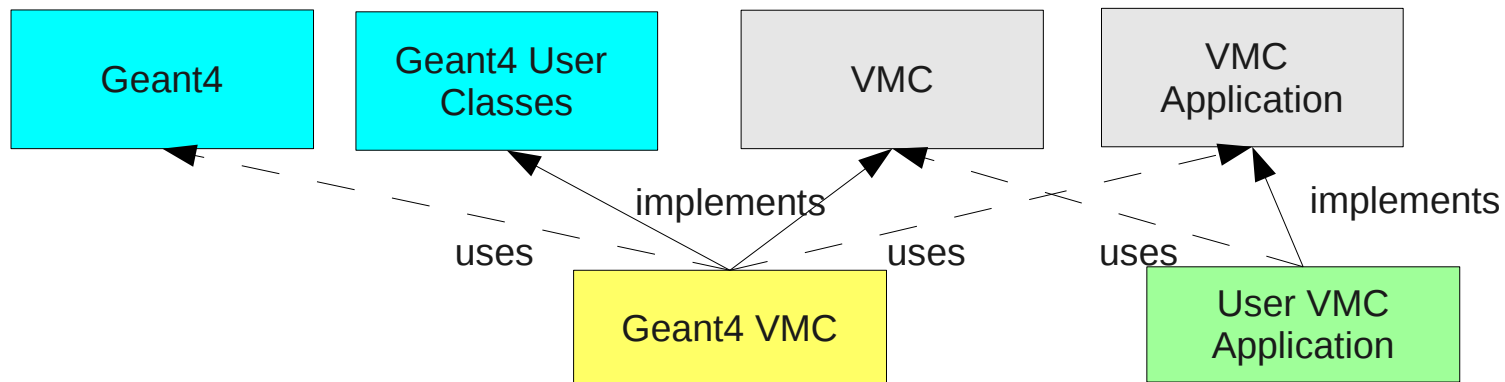 Geant4
Geant4 User
Classes
VMC
VMC
Application
implements
implements
uses
uses
uses
Geant4 VMC
User VMC
Application